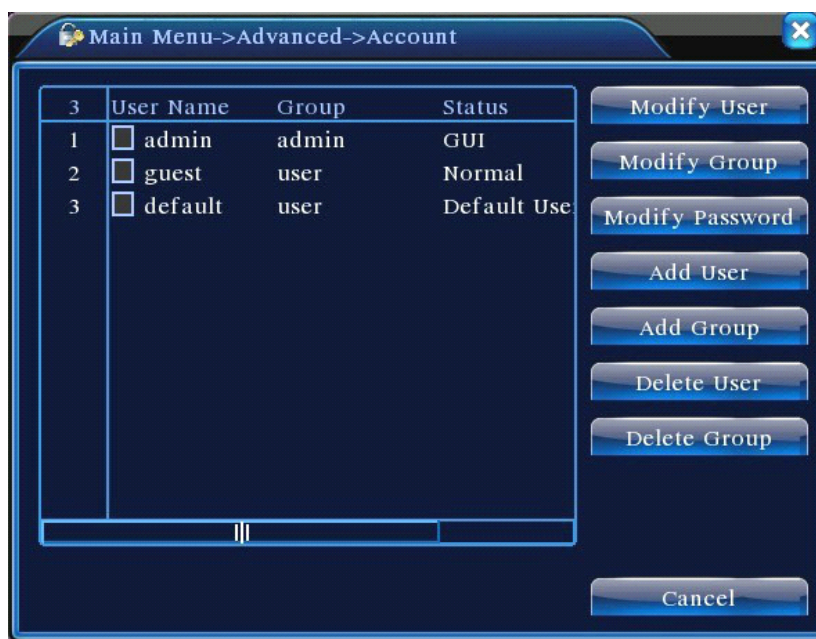 Main Menu->Advanced->Account
3 User Name Group Status
1 admin admin GUI
2 guest user Normal
3 default user Default Use
Modify User
Modify Group
Modify Password
Add User
Add Group
Delete User
Delete Group
Cancel